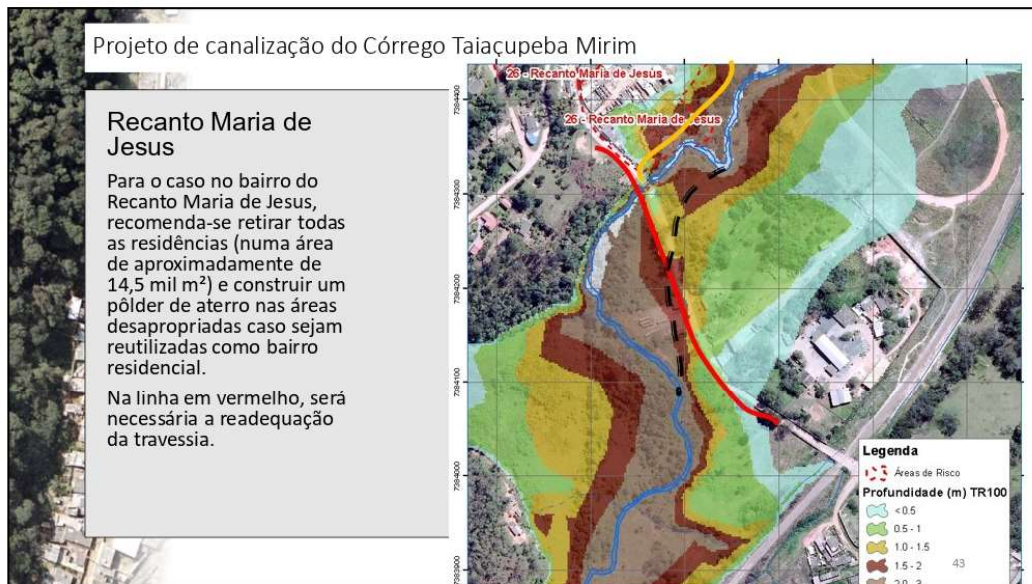 Projeto de canalização do Córrego Taiaçupeba Mirim
Recanto Maria de
Jesus
Para o caso no bairro do
Recanto Maria de Jesus,
recomenda-se retirar todas
as residências (numa área
de aproximadamente de
14,5 mil m²) e construir um
pôlder de aterro nas áreas
desapropriadas caso sejam
reutilizadas como bairro
residencial.
Na linha em vermelho, será
necessária a readequação
da travessia.
26 - Recanto Maria de Jesus
26 - Recanto Maria de Jesus
7384400
7384300
7384200
7384100
7384000
7383900
Legenda
Áreas de Risco
Profundidade (m) TR100
<0.5
0.5 - 1
1.0 - 1.5
1.5 - 2
2.0 - 3
43